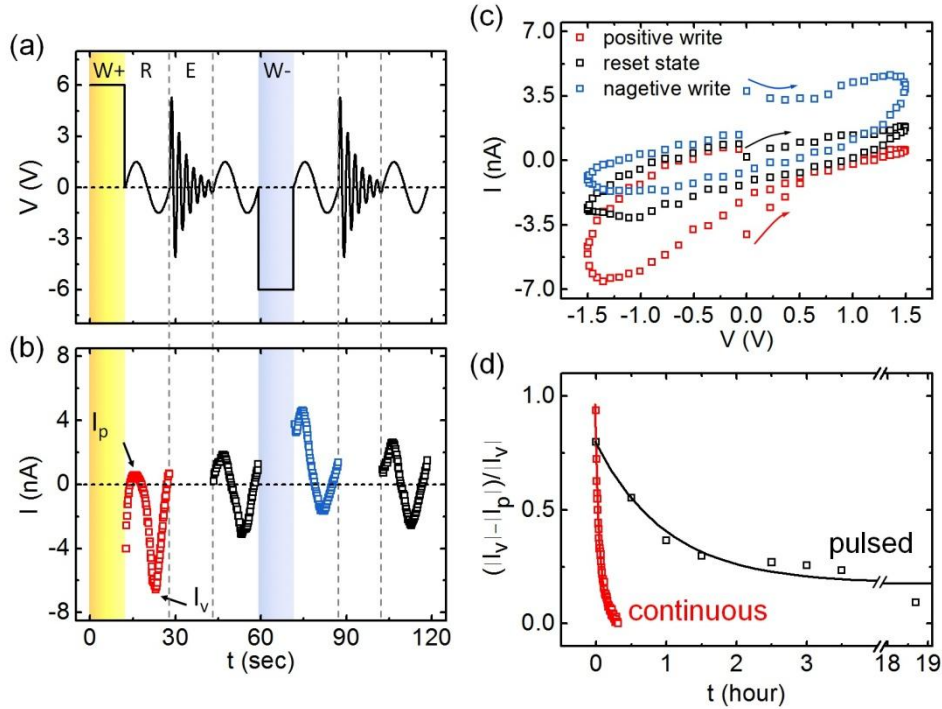 (a)
W+ R E W-
6
3
0
-3
-6
V (V)
(b)
8
4
0
-4
-8
I (nA)
Ip
Iv
0 30 60 90 120
t (sec)
(c)
positive write
reset state
nagetive write
7.0
3.5
0.0
-3.5
-7.0
I (nA)
-1.5 -1.0 -0.5 0.0 0.5 1.0 1.5
V (V)
(d)
1.0
0.5
0.0
(|Iv|-|Ip|)/|Iv|
pulsed
continuous
0 1 2 3 18 19
t (hour)